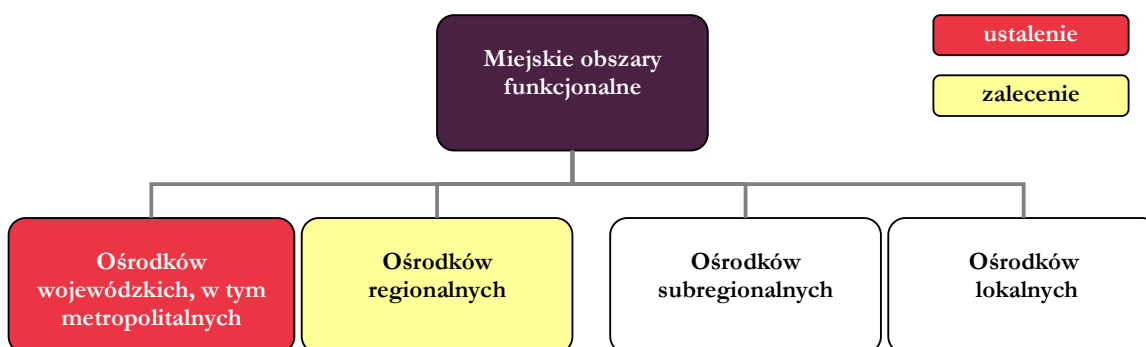 Miejskie obszary
funkcjonalne
ustalenie
zalecenie
Ośrodków
wojewódzkich, w tym
metropolitalnych
Ośrodków
regionalnych
Ośrodków
subregionalnych
Ośrodków
lokalnych